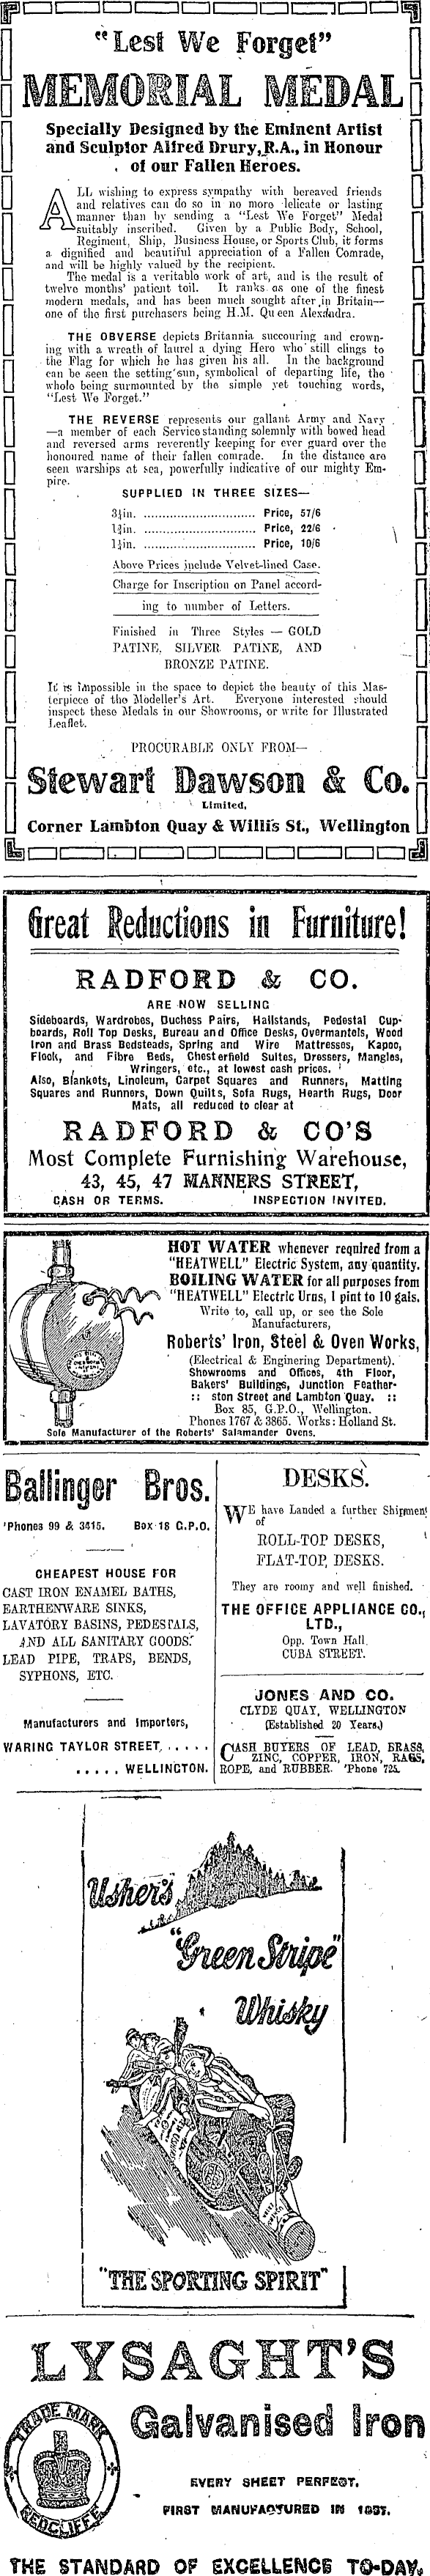 "Lest We Forget"
MEMORIAL MEDAL
Specially Designed by the Eminent Artist
and Sculptor Alfred Drury, R.A., in Honour
of our Fallen Heroes.
ALL wishing to express sympathy with bereaved friends
and relatives can do so in no more delicate or lasting
manner than by sending a "Lest We Forget" Medal
suitably inscribed. Given by a Public Body, School,
Regiment, Ship, Business House, or Sports Club, it forms
a dignified and beautiful appreciation of a Fallen Comrade,
and will be highly valued by the recipient.
The medal is a veritable work of art, and is the result of
twelve months' patient toil. It ranks as one of the finest
modern medals, and has been much sought after in Britain—
one of the first purchasers being H.M. Queen Alexandra.
THE OBVERSE depicts Britannia succouring and crown-
ing with a wreath of laurel a dying Hero who still clings to
the Flag for which he has given his all. In the background
can be seen the setting sun, symbolical of departing life, the
whole being surmounted by the simple yet touching words,
"Lest We Forget."
THE REVERSE represents our gallant Army and Navy
—a member of each Service standing solemnly with bowed head
and reversed arms reverently keeping for ever guard over the
honoured name of their fallen comrade. In the distance are
seen warships at sea, powerfully indicative of our mighty Em-
pire.
SUPPLIED IN THREE SIZES—
in. ............................ Price, 57/6
in. ............................ Price, 22/6
in. ............................ Price, 10/6
Above Prices include Velvet-lined Case.
Charge for Inscription on Panel accord-
ing to number of Letters.
Finished in Three Styles — GOLD
PATINE, SILVER PATINE, AND
BRONZE PATINE.
It is impossible in the space to depict the beauty of this Mas-
terpiece of the Modeller's Art. Everyone interested should
inspect these Medals in our Showrooms, or write for Illustrated
Leaflet.
PROCURABLE ONLY FROM—
Stewart Dawson & Co.
Limited,
Corner Lambton Quay & Willis St., Wellington
Great Reductions in Furniture!
RADFORD & CO.
ARE NOW SELLING
Sideboards, Wardrobes, Duchess Pairs, Hallstands, Pedestal Cup-
boards, Roll Top Desks, Bureau and Office Desks, Overmantels, Wood
Iron and Brass Bedsteads, Spring and Wire Mattresses, Kapoc,
Flock, and Fibre Beds, Chesterfield Suites, Dressers, Mangles,
Wringers, etc., at lowest cash prices.
Also, Blankets, Linoleum, Carpet Squares and Runners, Matting
Squares and Runners, Down Quilts, Sofa Rugs, Hearth Rugs, Door
Mats, all reduced to clear at
RADFORD & CO'S
Most Complete Furnishing Warehouse,
43, 45, 47 MANNERS STREET,
CASH OR TERMS. INSPECTION INVITED.
HOT WATER whenever required from a
"HEATWELL" Electric System, any quantity.
BOILING WATER for all purposes from
"HEATWELL" Electric Urns, 1 pint to 10 gals.
Write to, call up, or see the Sole
Manufacturers,
Roberts' Iron, Steel & Oven Works,
(Electrical & Enginering Department).
Showrooms and Offices, 4th Floor,
Bakers' Buildings, Junction Feather-
:: ston Street and Lambton Quay. ::
Box 85, G.P.O., Wellington.
Phones 1767 & 3865. Works: Holland St.
Sole Manufacturer of the Roberts' Salamander Ovens.
Ballinger Bros.
'Phones 99 & 3415. Box 18 G.P.O.
CHEAPEST HOUSE FOR
CAST IRON ENAMEL BATHS,
EARTHENWARE SINKS,
LAVATORY BASINS, PEDESTALS,
AND ALL SANITARY GOODS.
LEAD PIPE, TRAPS, BENDS,
SYPHONS, ETC.
Manufacturers and Importers,
WARING TAYLOR STREET, . . . . .
. . . . . WELLINGTON.
DESKS.
WE have Landed a further Shipment
of
ROLL-TOP DESKS,
FLAT-TOP DESKS.
They are roomy and well finished.
THE OFFICE APPLIANCE CO.,
LTD.,
Opp. Town Hall.
CUBA STREET.
JONES AND CO.
CLYDE QUAY, WELLINGTON
(Established 20 Years.)
CASH BUYERS OF LEAD, BRASS,
ZINC, COPPER, IRON, RAGS,
ROPE, and RUBBER. 'Phone 725.
Usher's
"Green Stripe"
Whisky
"THE SPORTING SPIRIT"
LYSAGHT'S
Galvanised Iron
TRADE MARK
REDCLIFFE
EVERY SHEET PERFECT.
FIRST MANUFACTURED IN 1857.
THE STANDARD OF EXCELLENCE TO-DAY.